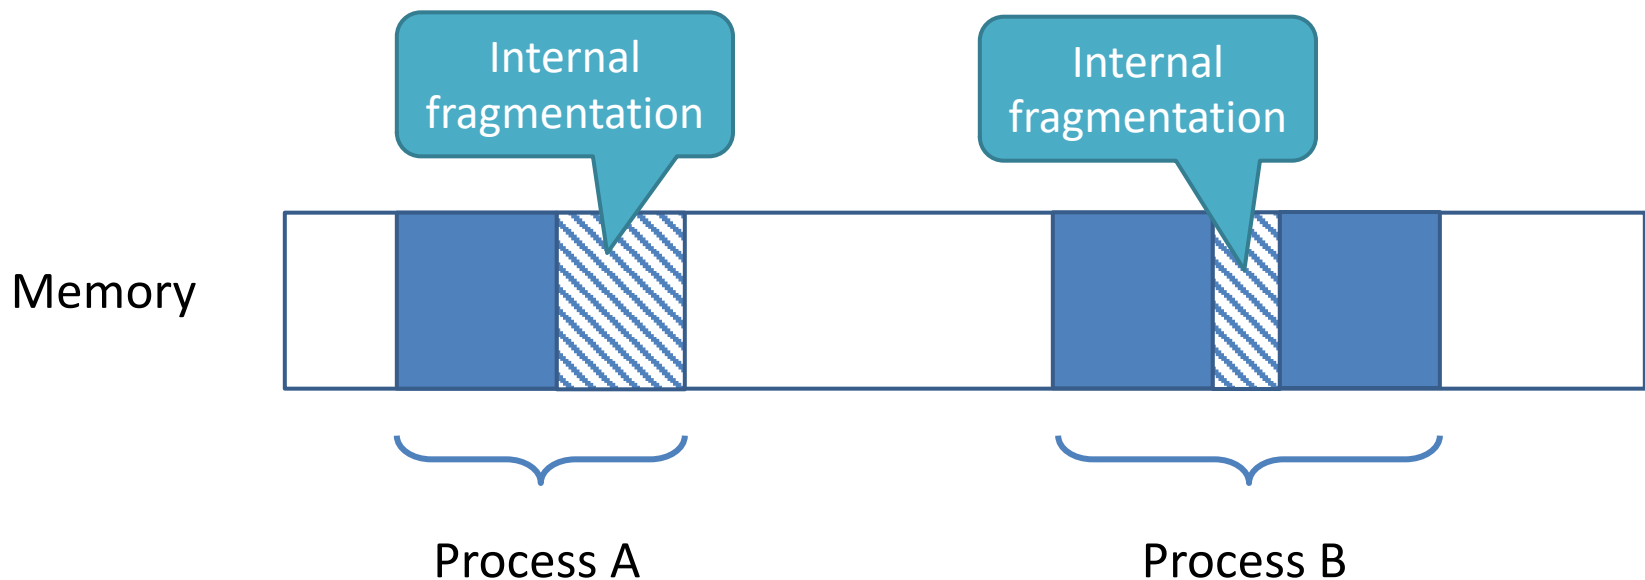 Internal
fragmentation
Internal
fragmentation
Memory
Process A
Process B